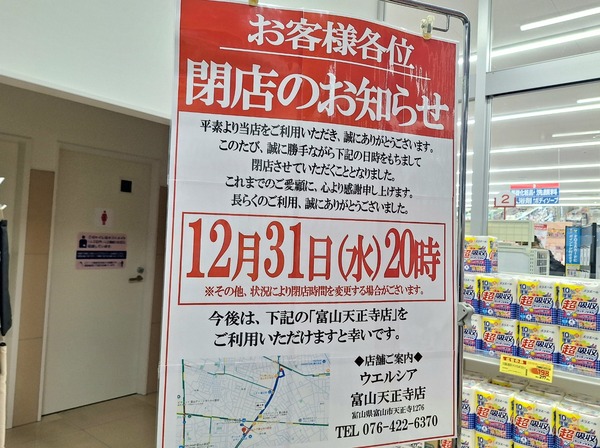 お客様各位
閉店のお知らせ
平素より当店をご利用いただき、誠にありがとうございます。
このたび、誠に勝手ながら下記の日時をもちまして
閉店させていただくこととなりました。
これまでのご愛顧に、心より感謝申し上げます。
長らくのご利用、誠にありがとうございました。
12月31日(水)20時
※その他、状況により閉店時間を変更する場合がございます。
今後は、下記の「富山天正寺店」を
ご利用いただけますと幸いです。
◆店舗ご案内◆
ウエルシア
富山天正寺店
富山県富山市天正寺1276
TEL 076-422-6370
2
ボディソープ
超吸収
198